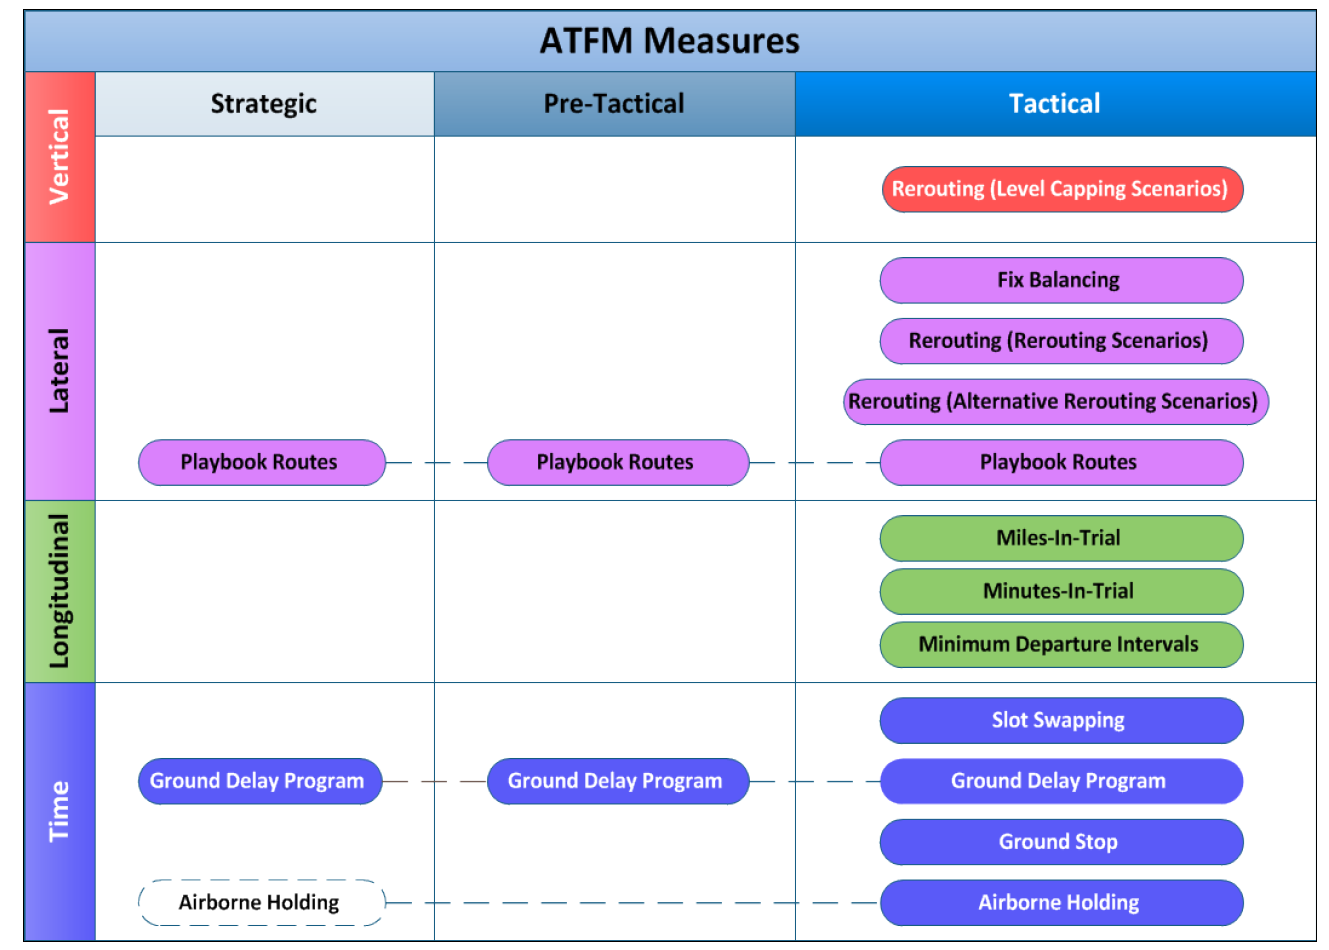 ATFM Measures
Strategic
Pre-Tactical
Tactical
Vertical
Rerouting (Level Capping Scenarios)
Lateral
Fix Balancing
Rerouting (Rerouting Scenarios)
Rerouting (Alternative Rerouting Scenarios)
Playbook Routes
Playbook Routes
Playbook Routes
Longitudinal
Miles-In-Trial
Minutes-In-Trial
Minimum Departure Intervals
Time
Slot Swapping
Ground Delay Program
Ground Delay Program
Ground Delay Program
Ground Stop
Airborne Holding
Airborne Holding